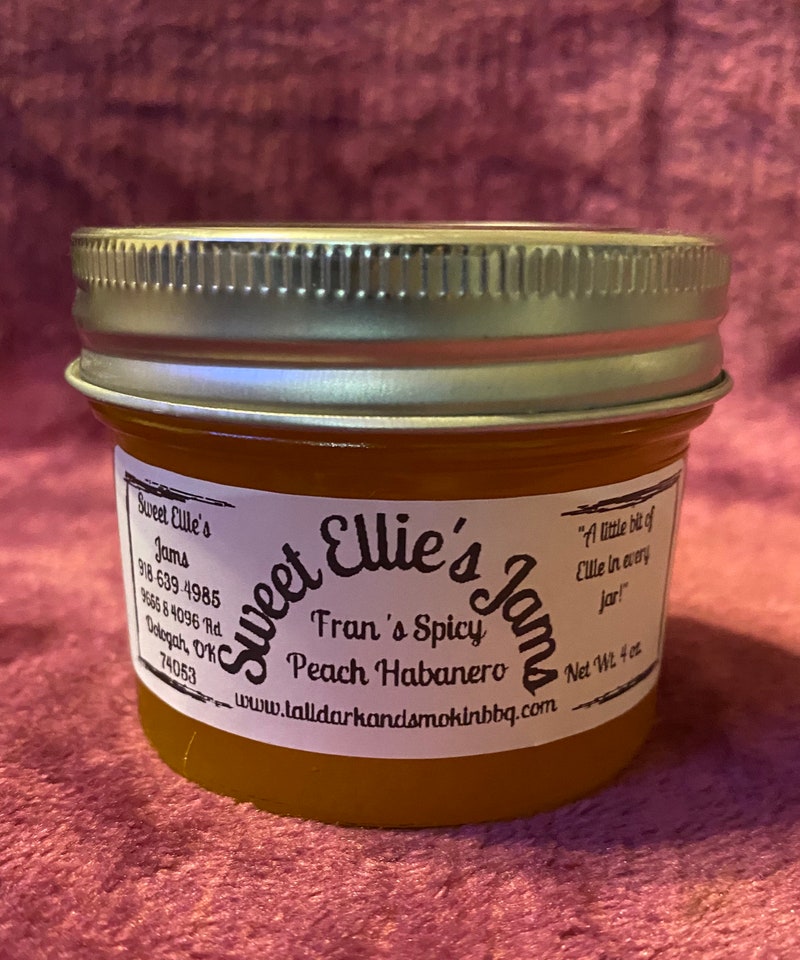 Sweet Ellie's
Jams
918-639-4985
9666 S 4096 Rd
Oologah, OK
74053
Sweet Ellie's Jams
Fran's Spicy
Peach Habanero
www.talldarkandsmokinbbq.com
"A little bit of
Ellie in every
jar!"
Net Wt. 4 oz.